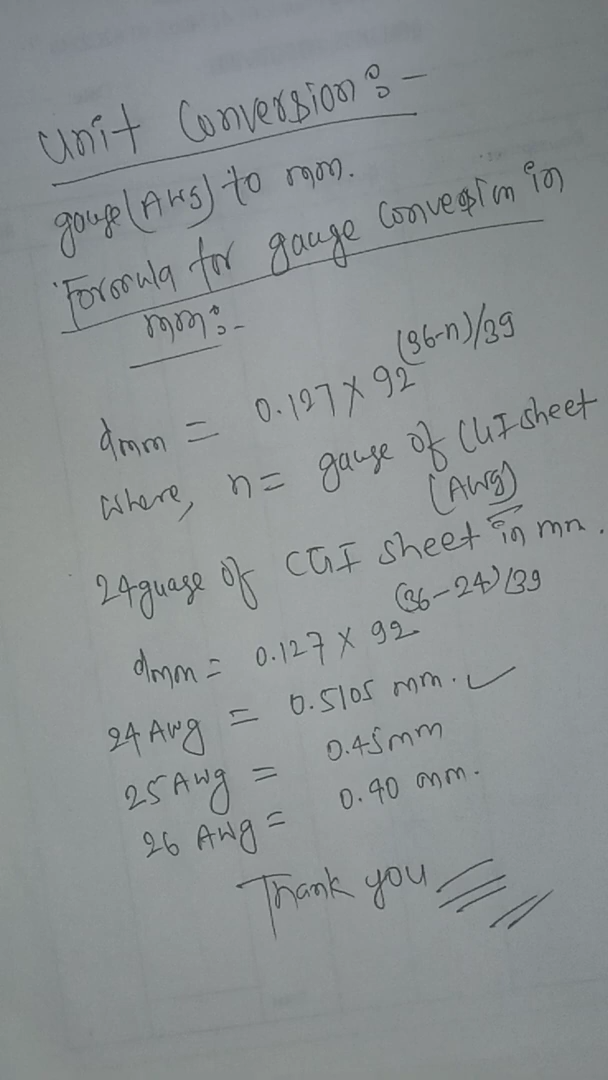 Unit Conversion :-
gauge (AWG) to mm.
Formula for gauge conversion in
mm :-
dmm = 0.127 × 92^(36-n)/39
where, n = gauge of CGI sheet
(AWg)
24guage of CGI sheet in mm.
dmm = 0.127 × 92^(36-24)/39
24 AWg = 0.5105 mm. ✓
25 AWg = 0.45mm
26 AWg = 0.40 mm.
Thank you